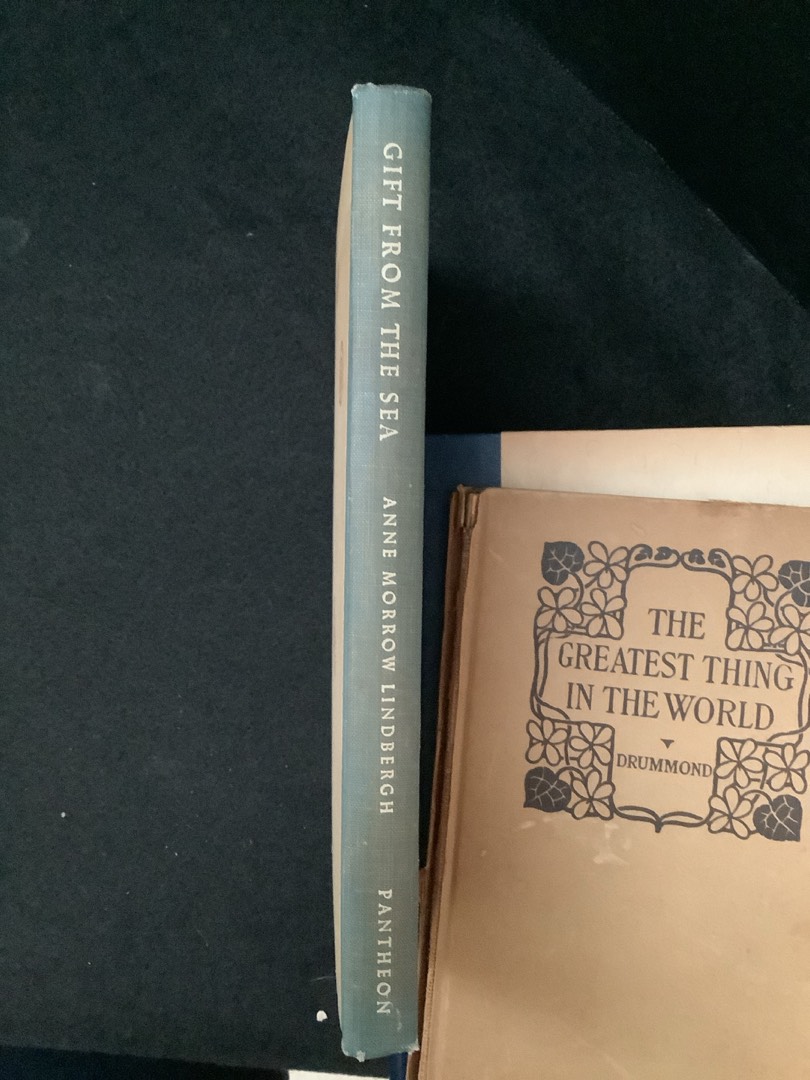 GIFT FROM THE SEA
ANNE MORROW LINDBERGH
PANTHEON
THE
GREATEST THING
IN THE WORLD
DRUMMOND